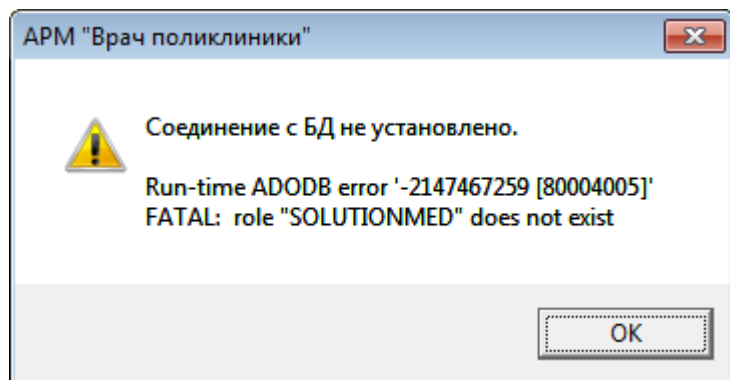 АРМ "Врач поликлиники"
Соединение с БД не установлено.
Run-time ADODB error '-2147467259 [80004005]'
FATAL:  role "SOLUTIONMED" does not exist
OK